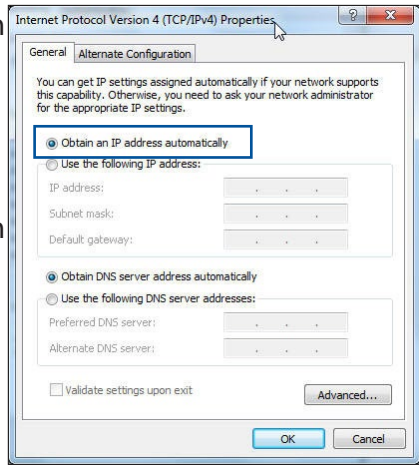 Internet Protocol Version 4 (TCP/IPv4) Properties
General Alternate Configuration
You can get IP settings assigned automatically if your network supports
this capability. Otherwise, you need to ask your network administrator
for the appropriate IP settings.
Obtain an IP address automatically
Use the following IP address:
IP address:
Subnet mask:
Default gateway:
Obtain DNS server address automatically
Use the following DNS server addresses:
Preferred DNS server:
Alternate DNS server:
Validate settings upon exit
Advanced...
OK Cancel